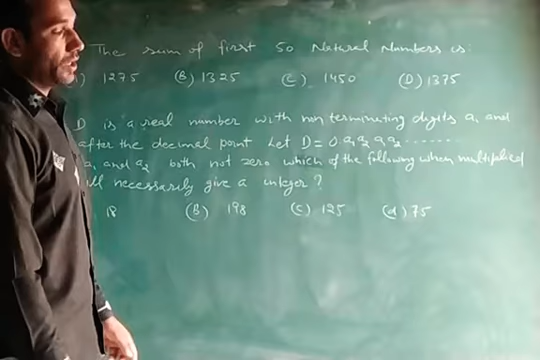 The sum of first 50 Natural Numbers is:
) 1275 (B) 1325 (C) 1450 (D) 1375
D is a real number with non terminating digits a₁ and
after the decimal point Let D = 0.a₁a₂a₁a₂.......
a₁ and a₂ both not zero which of the following when multiplied
ill necessarily give a integer?
18 (B) 198 (C) 125 (d) 75